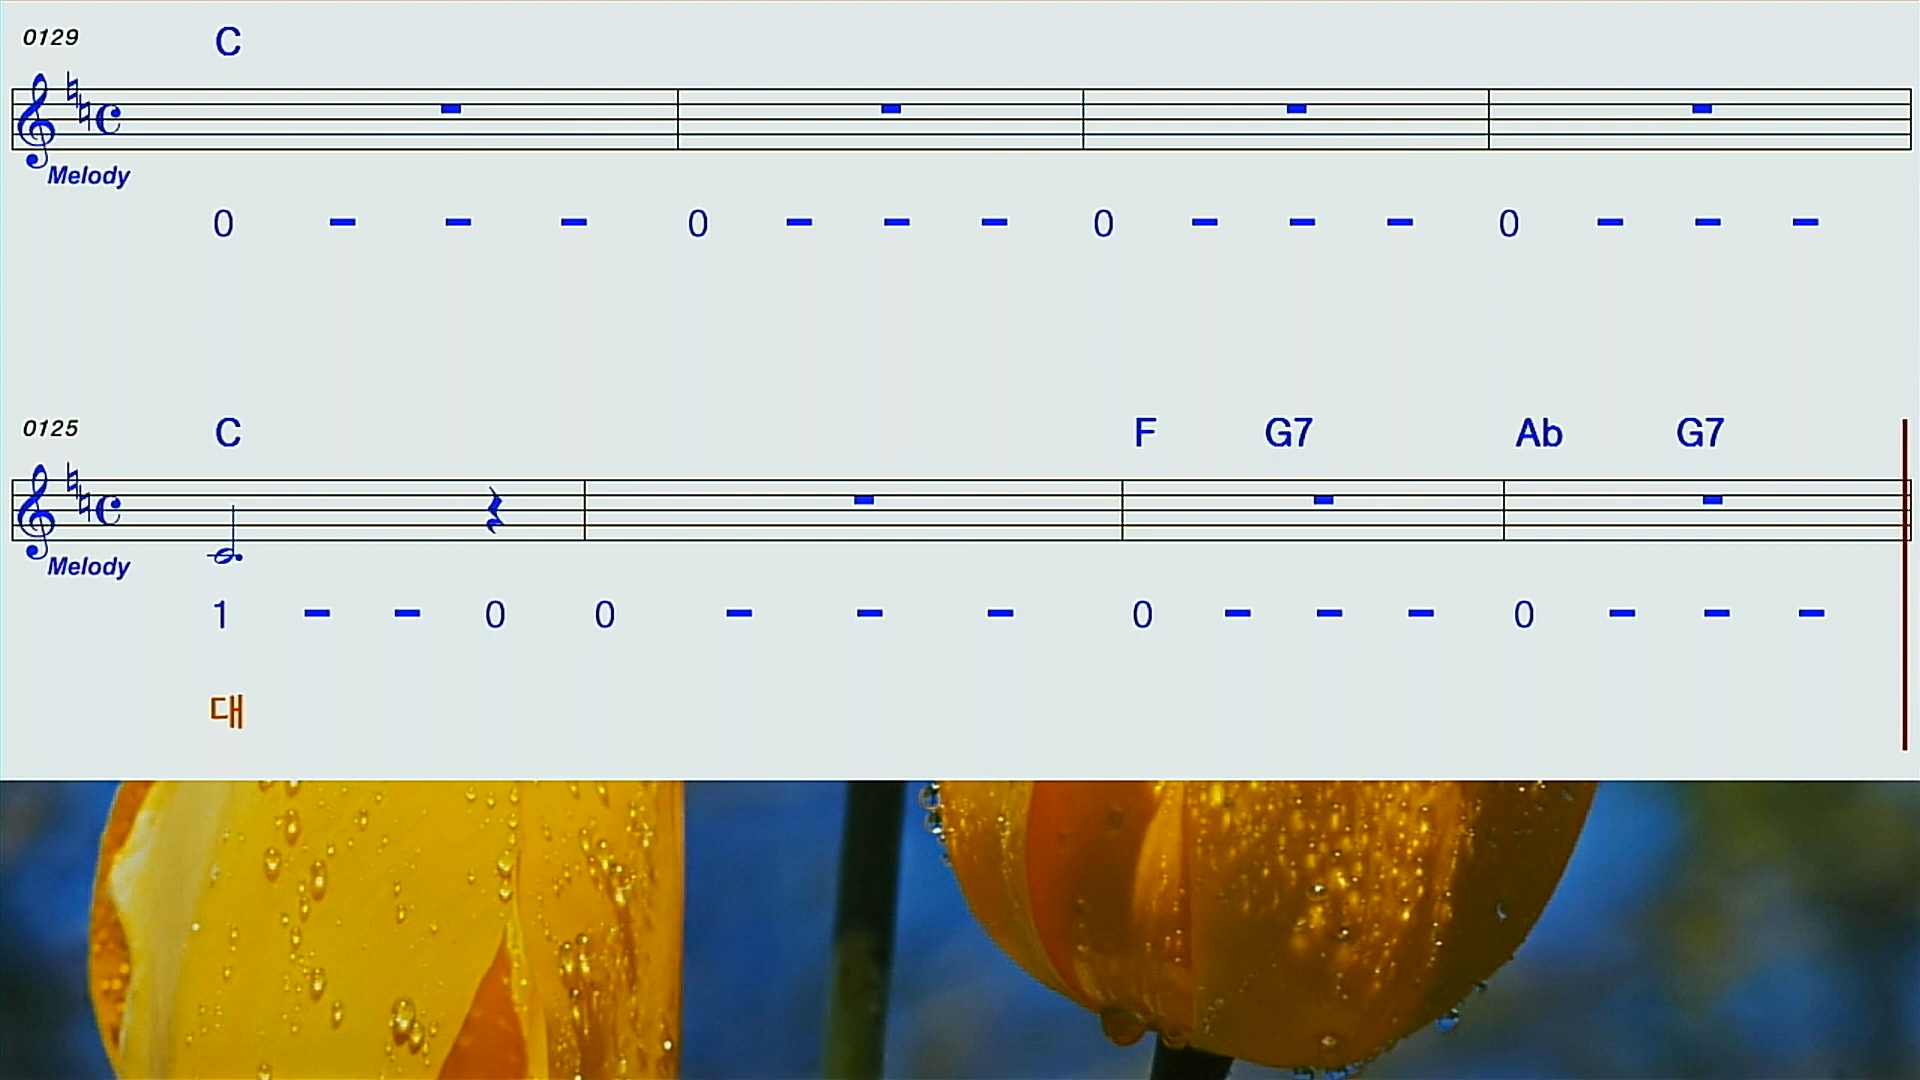 0129 C
Melody
0 - - - 0 - - - 0 - - - 0 - - -
0125 C F G7 Ab G7
Melody
1 - - 0 0 - - - 0 - - - 0 - - -
대